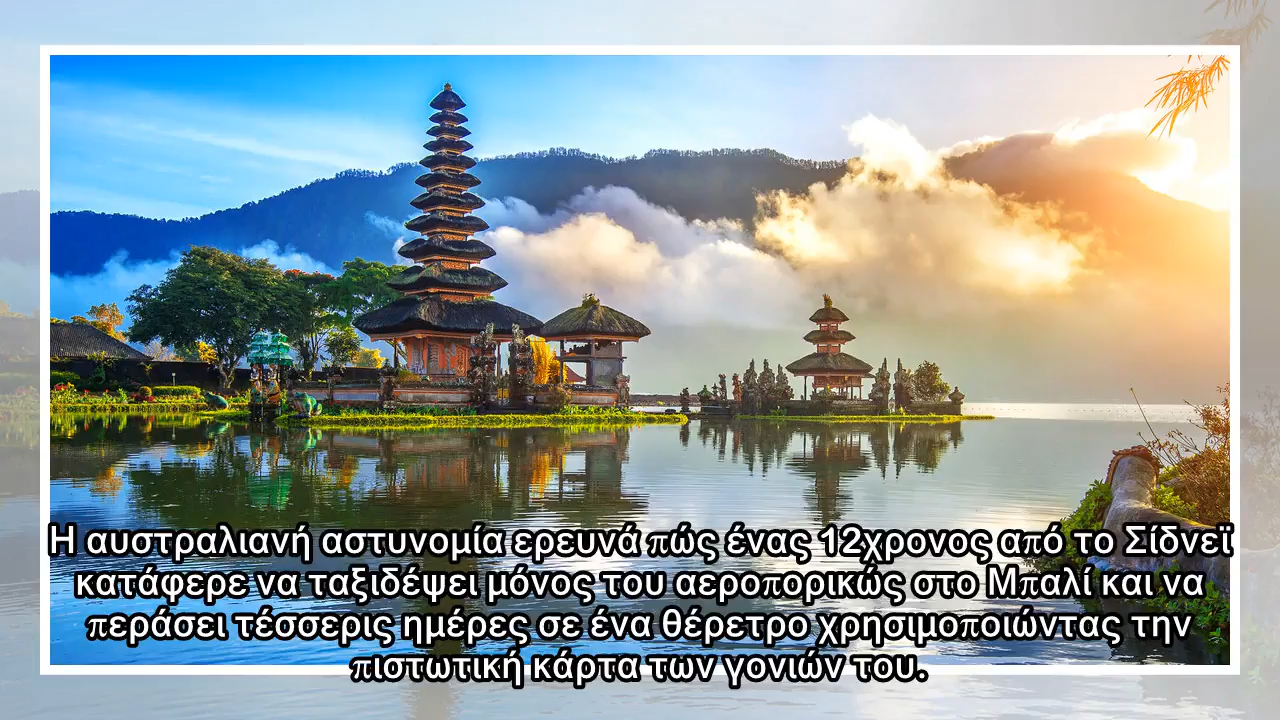 Η αυστραλιανή αστυνομία ερευνά πώς ένας 12χρονος από το Σίδνεϊ
κατάφερε να ταξιδέψει μόνος του αεροπορικώς στο Μπαλί και να
περάσει τέσσερις ημέρες σε ένα θέρετρο χρησιμοποιώντας την
πιστωτική κάρτα των γονιών του.